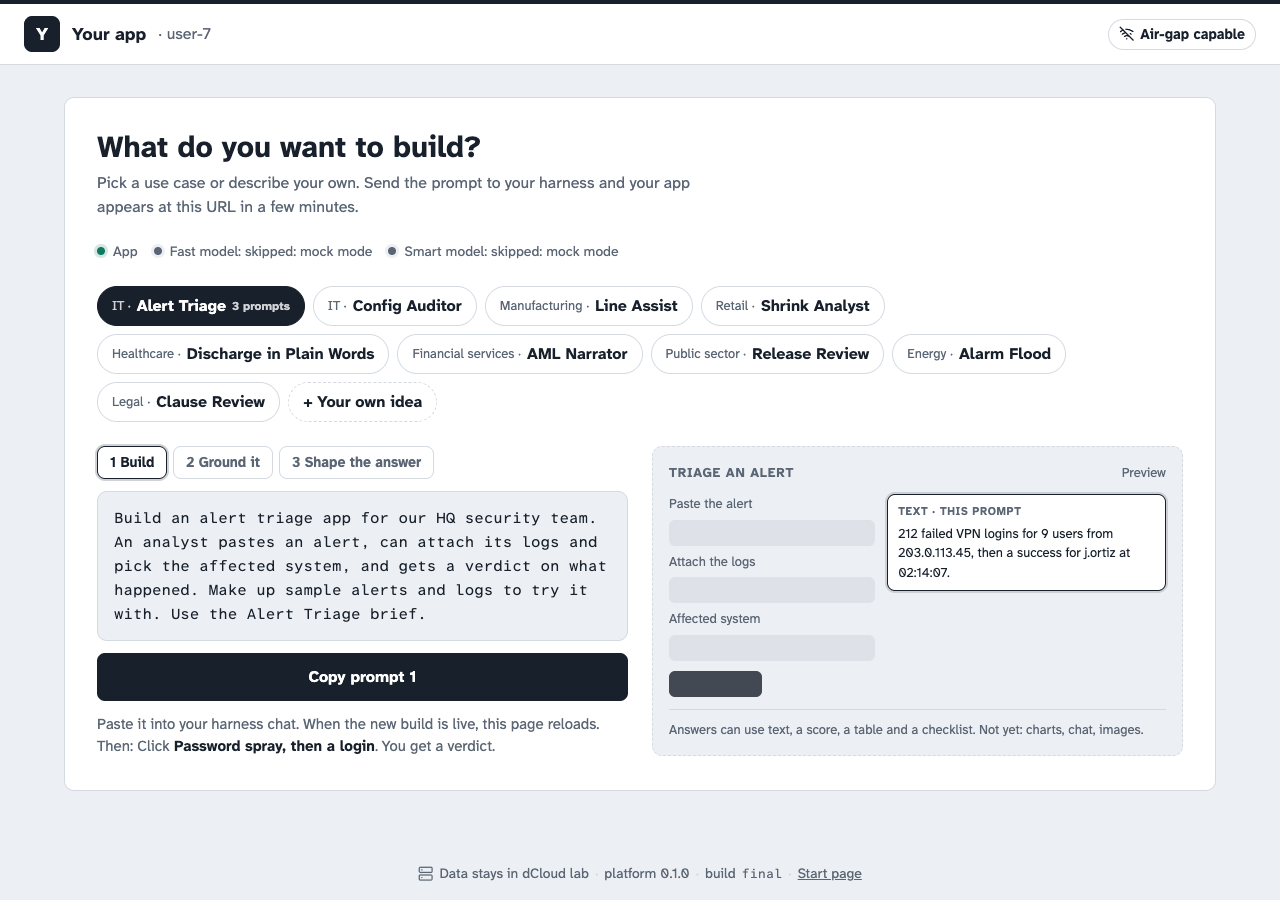 Y Your app · user-7
Air-gap capable
What do you want to build?
Pick a use case or describe your own. Send the prompt to your harness and your app
appears at this URL in a few minutes.
App Fast model: skipped: mock mode Smart model: skipped: mock mode
IT · Alert Triage 3 prompts
IT · Config Auditor
Manufacturing · Line Assist
Retail · Shrink Analyst
Healthcare · Discharge in Plain Words
Financial services · AML Narrator
Public sector · Release Review
Energy · Alarm Flood
Legal · Clause Review
+ Your own idea
1 Build
2 Ground it
3 Shape the answer
Build an alert triage app for our HQ security team.
An analyst pastes an alert, can attach its logs and
pick the affected system, and gets a verdict on what
happened. Make up sample alerts and logs to try it
with. Use the Alert Triage brief.
Copy prompt 1
Paste it into your harness chat. When the new build is live, this page reloads.
Then: Click Password spray, then a login. You get a verdict.
TRIAGE AN ALERT
Preview
Paste the alert
Attach the logs
Affected system
TEXT · THIS PROMPT
212 failed VPN logins for 9 users from
203.0.113.45, then a success for j.ortiz at
02:14:07.
Answers can use text, a score, a table and a checklist. Not yet: charts, chat, images.
Data stays in dCloud lab · platform 0.1.0 · build final · Start page